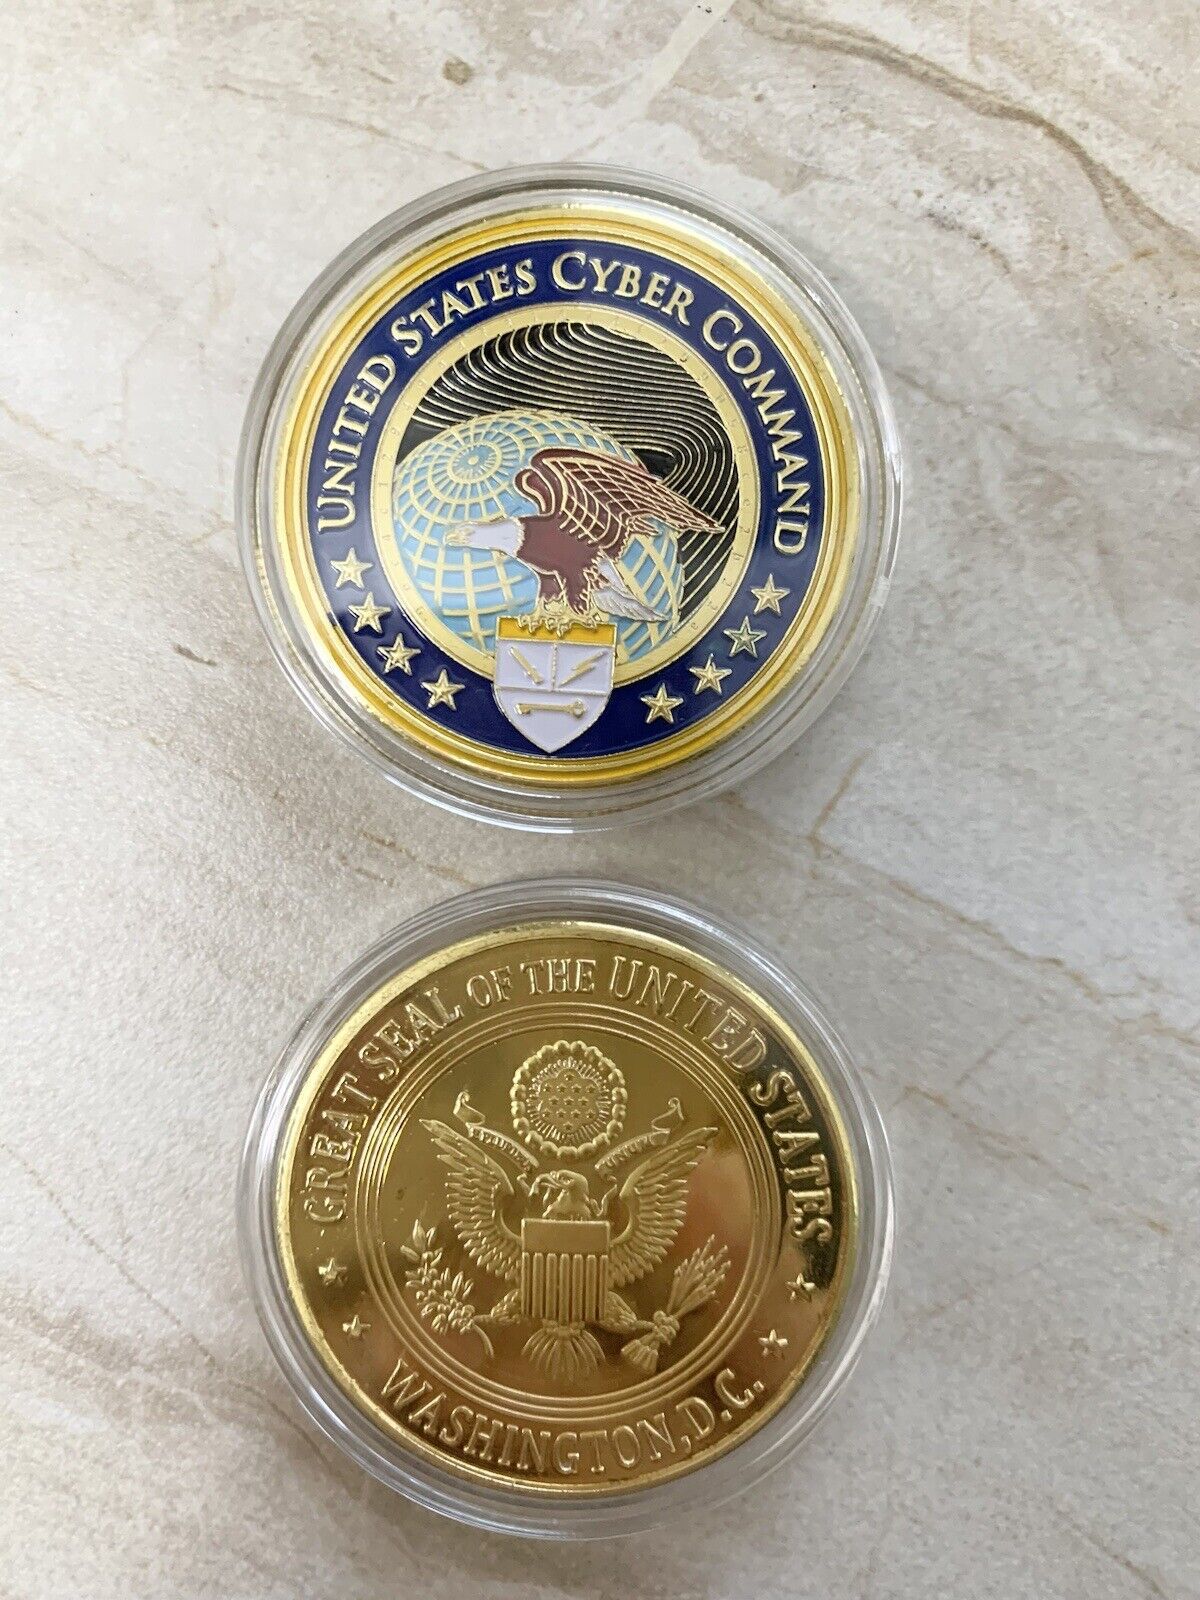 UNITED STATES CYBER COMMAND
GREAT SEAL OF THE UNITED STATES
WASHINGTON, D.C.